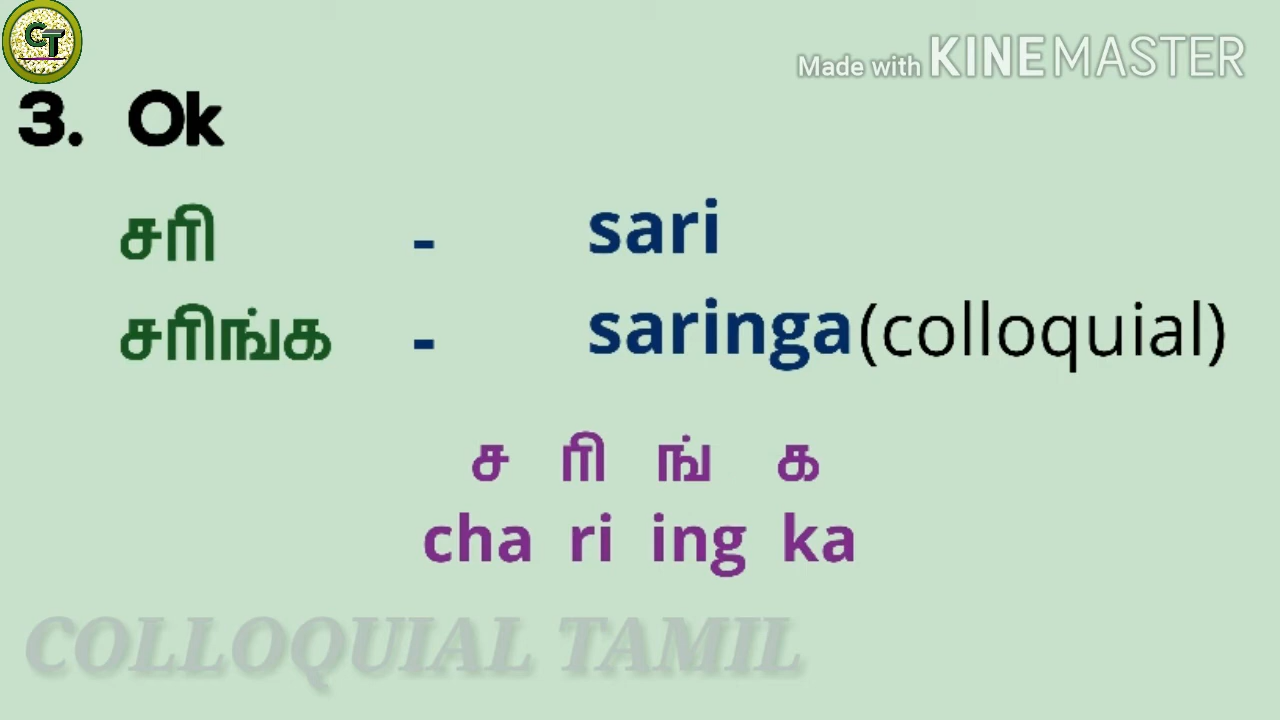 CT
Made with KINEMASTER
3. Ok
சரி - sari
சரிங்க - saringa(colloquial)
ச ரி ங் க
cha ri ing ka
COLLOQUIAL TAMIL